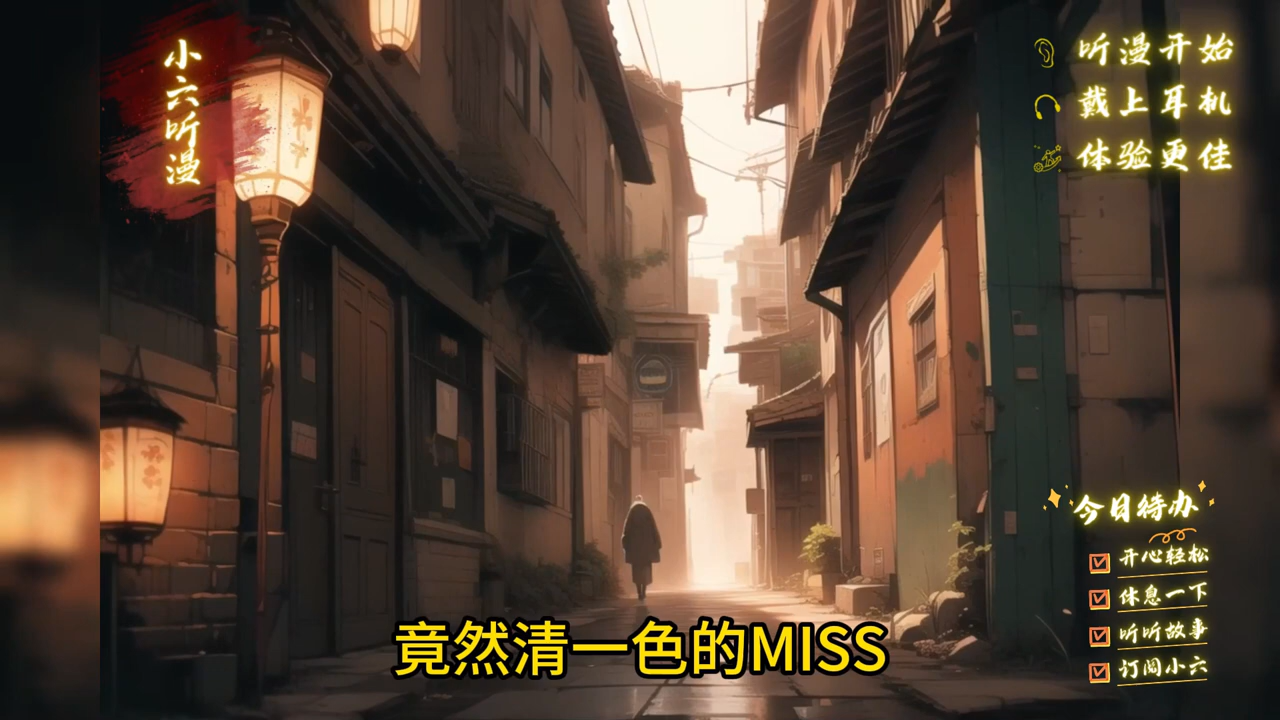 小六听漫
听漫开始
戴上耳机
体验更佳
今日待办
开心轻松
休息一下
听听故事
订阅小六
竟然清一色的MISS